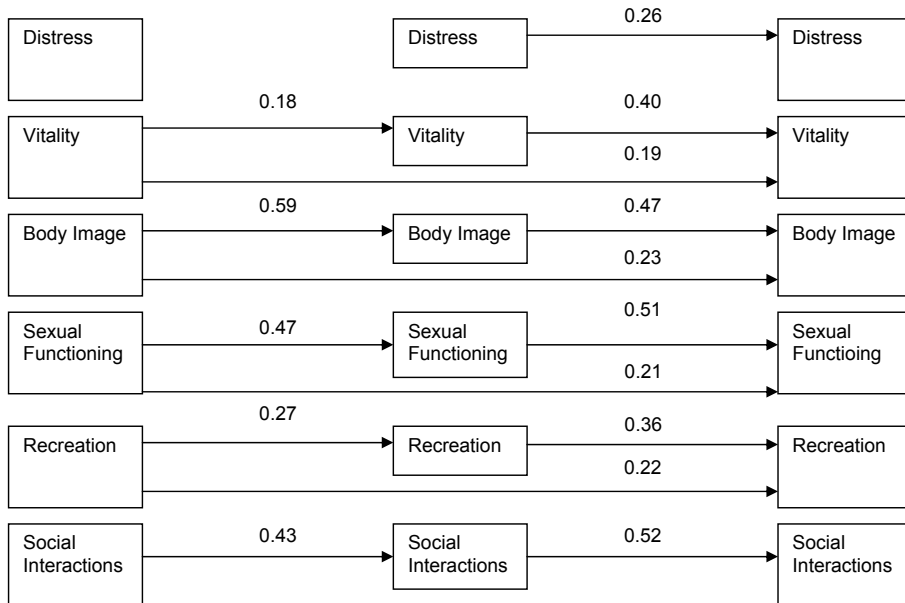 0.26
Distress
Distress
Distress
0.18
0.40
Vitality
Vitality
Vitality
0.19
0.59
0.47
Body Image
Body Image
Body Image
0.23
0.51
0.47
Sexual
Functioning
Sexual
Functioning
Sexual
Functioing
0.21
0.27
0.36
Recreation
Recreation
Recreation
0.22
0.43
0.52
Social
Interactions
Social
Interactions
Social
Interactions